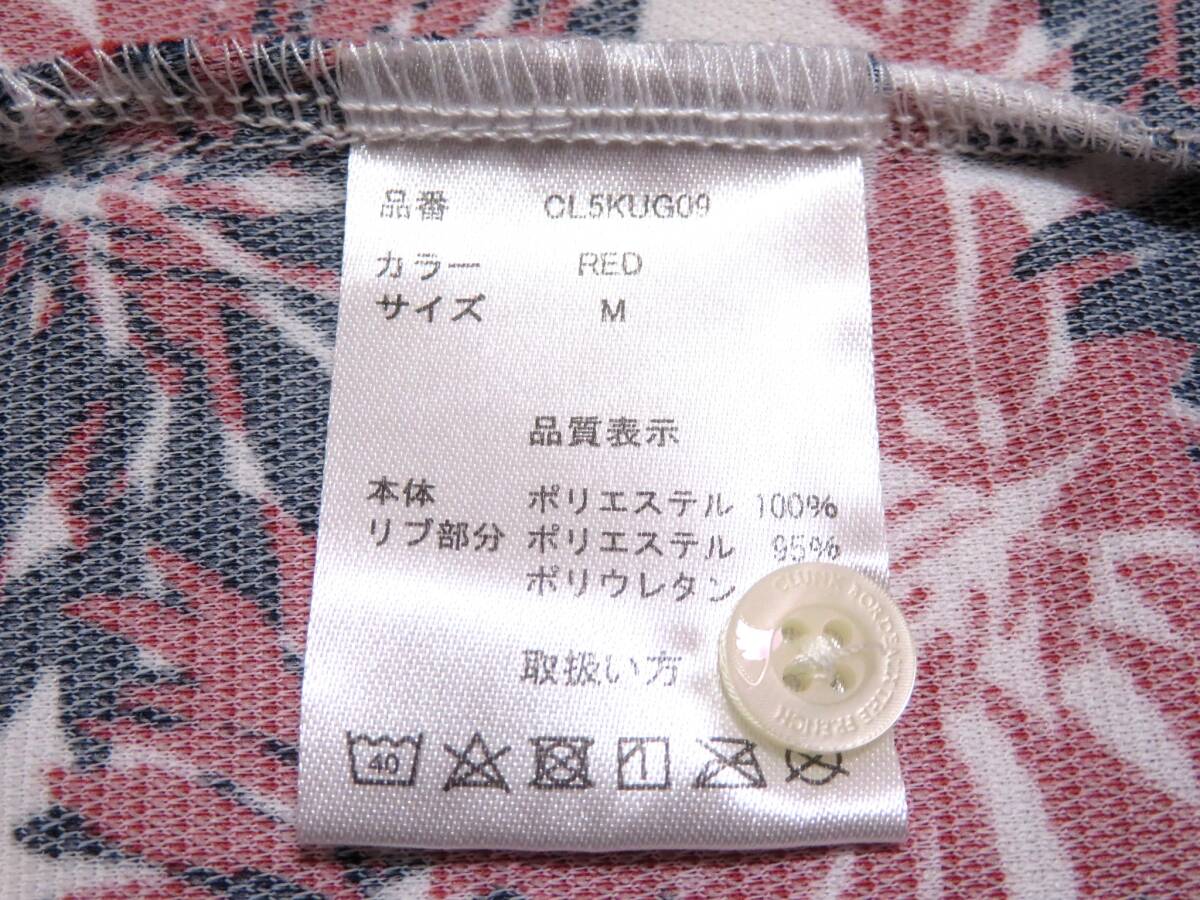 品番 CL5KUG09
カラー RED
サイズ M
品質表示
本体 ポリエステル 100%
リブ部分 ポリエステル 95%
ポリウレタン
取扱い方
40